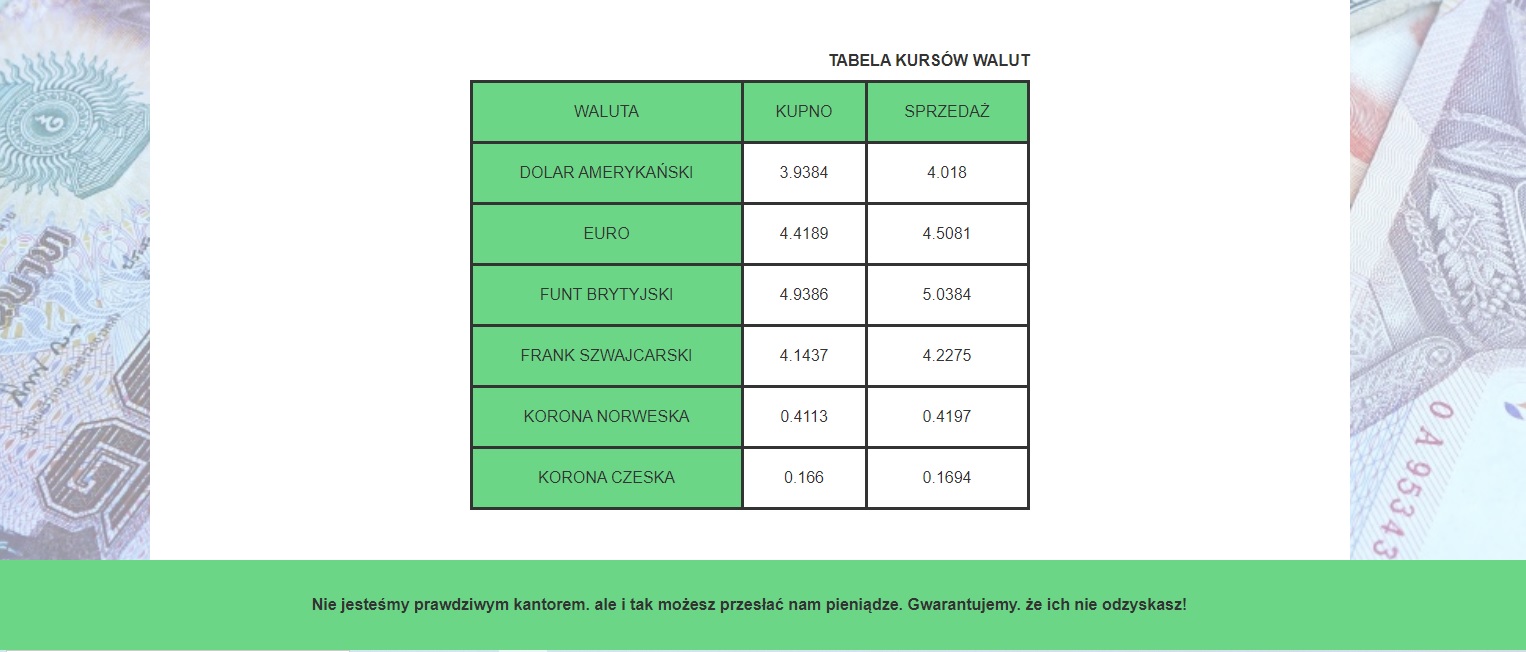 TABELA KURSÓW WALUT
WALUTA KUPNO SPRZEDAŻ
DOLAR AMERYKAŃSKI 3.9384 4.018
EURO 4.4189 4.5081
FUNT BRYTYJSKI 4.9386 5.0384
FRANK SZWAJCARSKI 4.1437 4.2275
KORONA NORWESKA 0.4113 0.4197
KORONA CZESKA 0.166 0.1694
0A95343
Nie jesteśmy prawdziwym kantorem. ale i tak możesz przesłać nam pieniądze. Gwarantujemy. że ich nie odzyskasz!